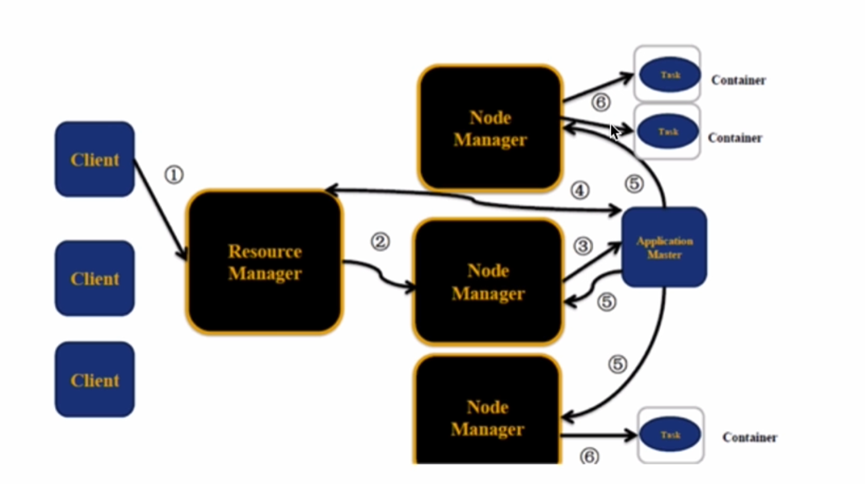 Client
Client
Client
①
Resource
Manager
②
Node
Manager
Node
Manager
Node
Manager
③
④
⑤
⑤
⑤
⑥
⑥
Application
Master
Task
Container
Task
Container
Task
Container